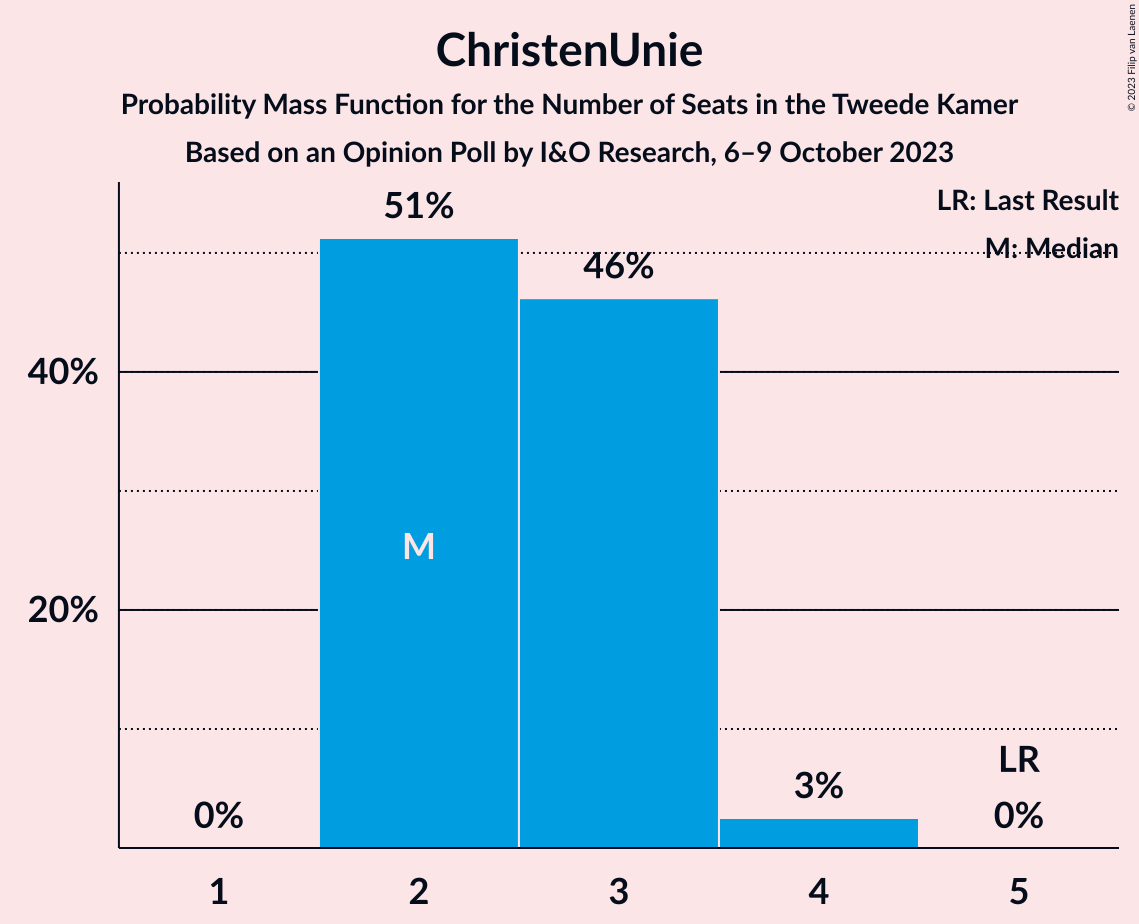 ChristenUnie
Probability Mass Function for the Number of Seats in the Tweede Kamer
Based on an Opinion Poll by I&O Research, 6–9 October 2023
© 2023 Filip van Laenen
LR: Last Result
M: Median
51%
46%
40%
M
20%
LR
3%
0%
0%
1 2 3 4 5